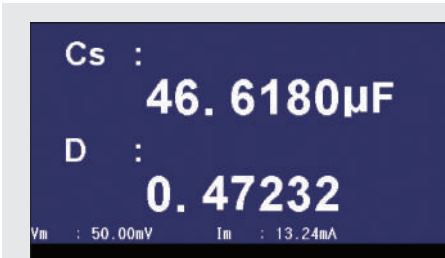 Cs :
46. 6180µF
D :
0. 47232
Vm : 50.00mV Im : 13.24mA